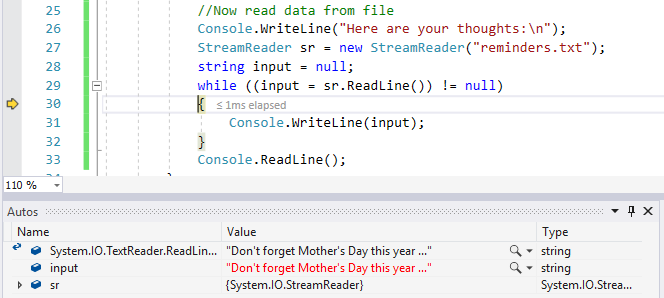 25 //Now read data from file
26 Console.WriteLine("Here are your thoughts:\n");
27 StreamReader sr = new StreamReader("reminders.txt");
28 string input = null;
29 while ((input = sr.ReadLine()) != null)
30 { ≤ 1ms elapsed
31 Console.WriteLine(input);
32 }
33 Console.ReadLine();
110 %
Autos
Name Value Type
System.IO.TextReader.ReadLin... "Don't forget Mother's Day this year ..." string
input "Don't forget Mother's Day this year ..." string
sr {System.IO.StreamReader} System.IO.Strea...